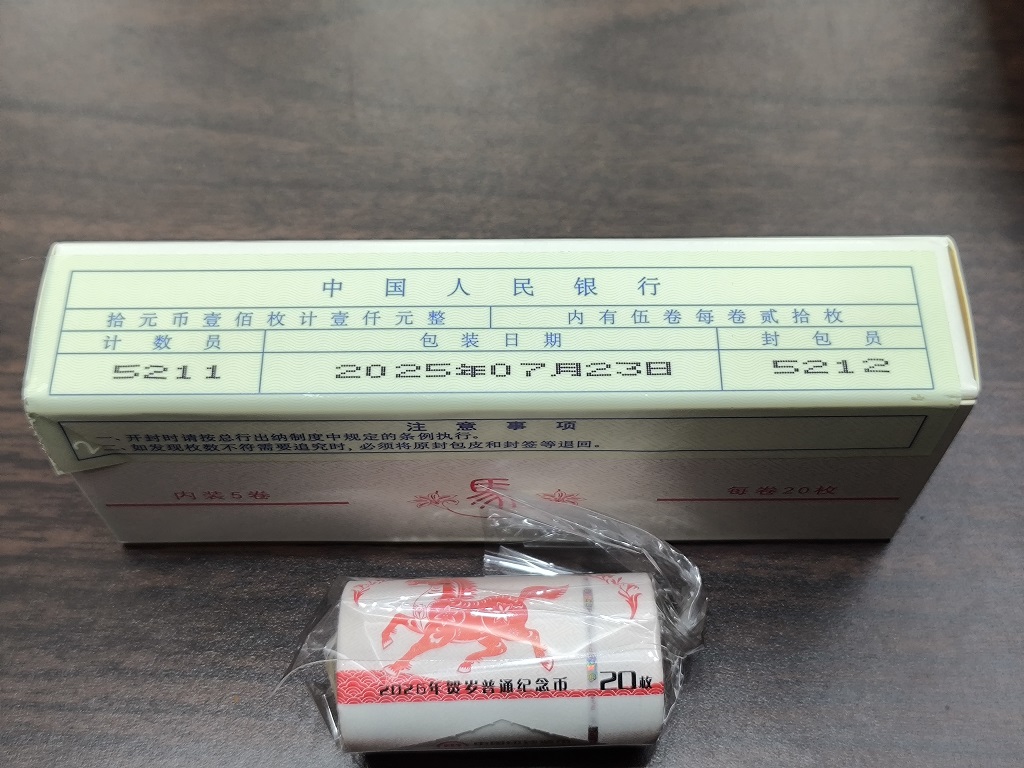 中国人民银行
拾元币壹佰枚计壹仟元整 内有伍卷每卷贰拾枚
计数员 包装日期 封包员
5211 2025年07月23日 5212
注意事项
一、开封时请按总行出纳制度中规定的条例执行。
二、如发现枚数不符需要追究时，必须将原封包皮和封签等退回。
2
内装5卷 马 每卷20枚
2026年贺岁普通纪念币 20枚